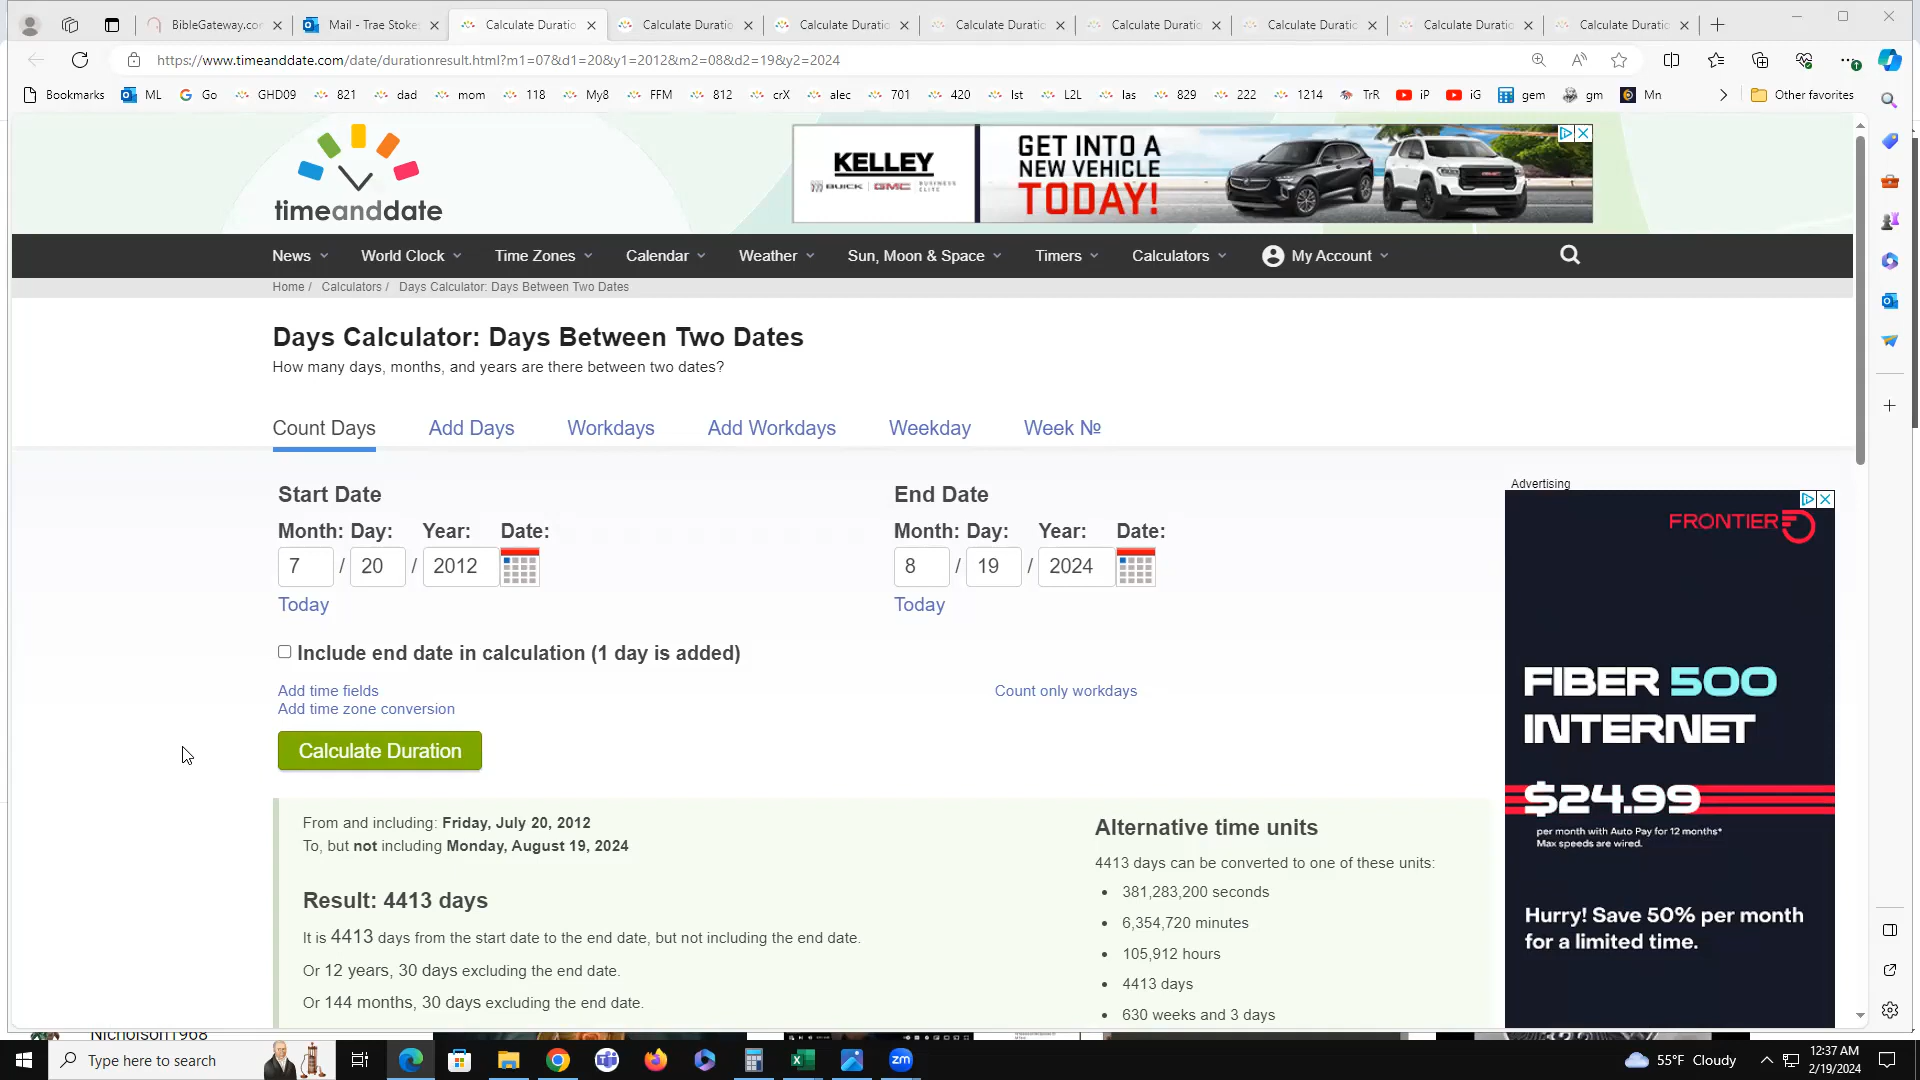 BibleGateway.co
Mail - Trae Stoke
Calculate Duratio
Calculate Duratio
Calculate Duratio
Calculate Duratio
Calculate Duratio
Calculate Duratio
Calculate Duratio
Calculate Duratio
https://www.timeanddate.com/date/durationresult.html?m1=07&d1=20&y1=2012&m2=08&d2=19&y2=2024
Bookmarks ML Go GHD09 821 dad mom 118 My8 FFM 812 crX alec 701 420 lst L2L las 829 222 1214 TrR iP iG gem gm Mn Other favorites
timeanddate
KELLEY
BUICK GMC BUSINESS ELITE
GET INTO A
NEW VEHICLE
TODAY!
News World Clock Time Zones Calendar Weather Sun, Moon & Space Timers Calculators My Account
Home / Calculators / Days Calculator: Days Between Two Dates
Days Calculator: Days Between Two Dates
How many days, months, and years are there between two dates?
Count Days Add Days Workdays Add Workdays Weekday Week №
Start Date End Date
Month: Day: Year: Date: Month: Day: Year: Date:
7 / 20 / 2012 8 / 19 / 2024
Today Today
Include end date in calculation (1 day is added)
Add time fields Count only workdays
Add time zone conversion
Calculate Duration
From and including: Friday, July 20, 2012
To, but not including Monday, August 19, 2024
Result: 4413 days
It is 4413 days from the start date to the end date, but not including the end date.
Or 12 years, 30 days excluding the end date.
Or 144 months, 30 days excluding the end date.
Alternative time units
4413 days can be converted to one of these units:
• 381,283,200 seconds
• 6,354,720 minutes
• 105,912 hours
• 4413 days
• 630 weeks and 3 days
Advertising
FRONTIER
FIBER 500
INTERNET
$24.99
per month with Auto Pay for 12 months*
Max speeds are wired.
Hurry! Save 50% per month
for a limited time.
Nicholson1968
Type here to search
zm
55°F Cloudy
12:37 AM
2/19/2024